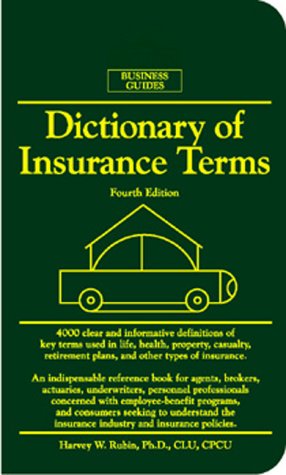 BUSINESS
GUIDES
Dictionary of
Insurance Terms
Fourth Edition
4000 clear and informative definitions of
key terms used in life, health, property, casualty,
retirement plans, and other types of insurance.
An indispensable reference book for agents, brokers,
actuaries, underwriters, personnel professionals
concerned with employee-benefit programs,
and consumers seeking to understand the
insurance industry and insurance policies.
Harvey W. Rubin, Ph.D., CLU, CPCU